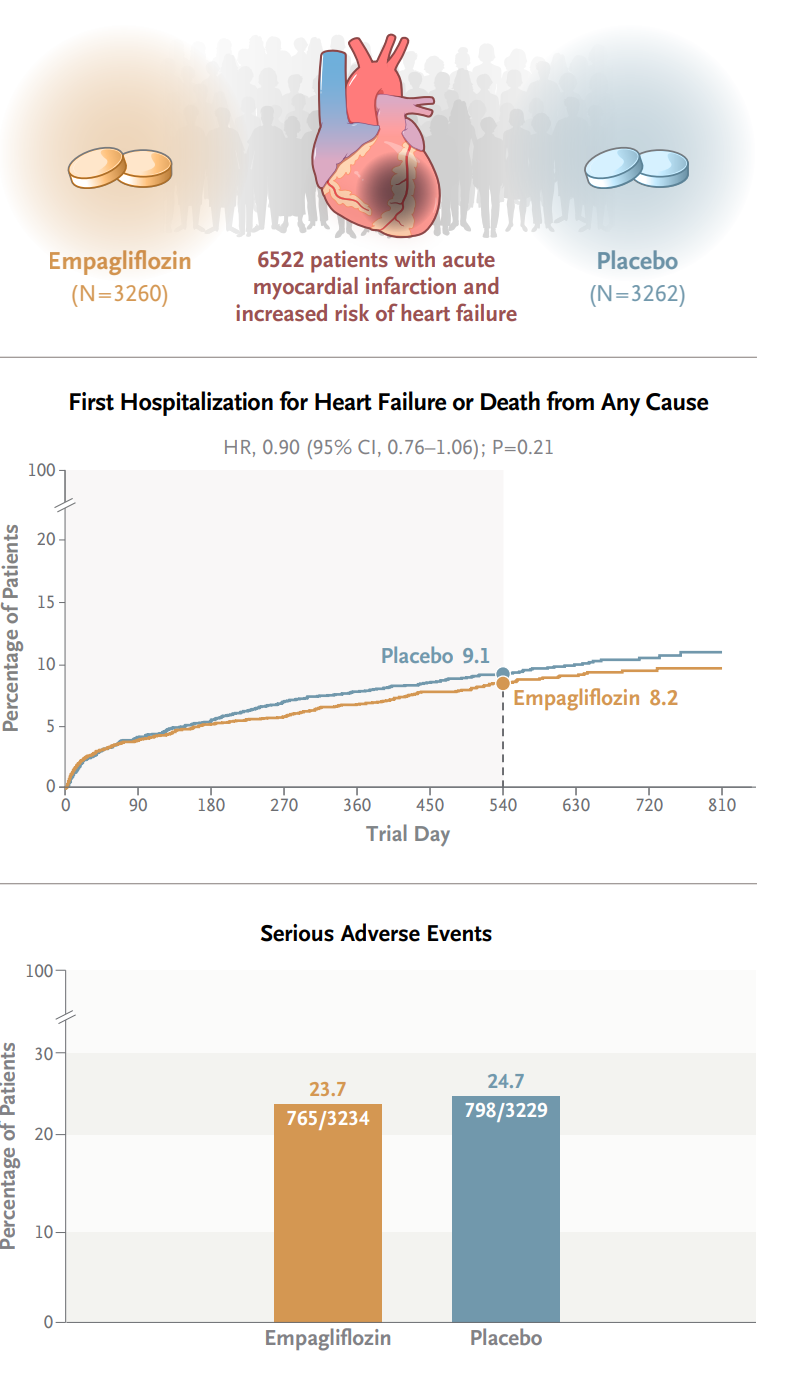 Empagliflozin
(N=3260)
6522 patients with acute
myocardial infarction and
increased risk of heart failure
Placebo
(N=3262)
First Hospitalization for Heart Failure or Death from Any Cause
HR, 0.90 (95% CI, 0.76–1.06); P=0.21
Percentage of Patients
100
20
15
10
5
0
Placebo 9.1
Empagliflozin 8.2
0 90 180 270 360 450 540 630 720 810
Trial Day
Serious Adverse Events
Percentage of Patients
100
30
20
10
0
23.7
765/3234
24.7
798/3229
Empagliflozin
Placebo